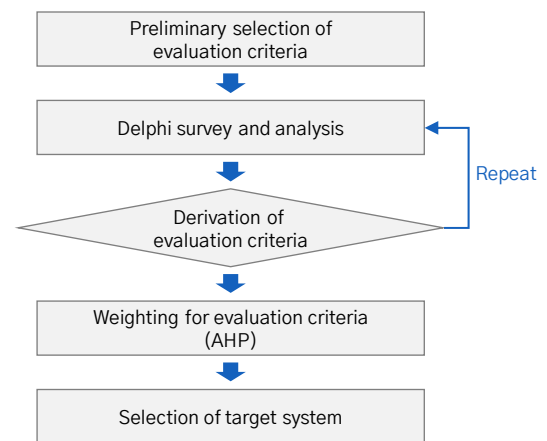 Preliminary selection of
evaluation criteria
Delphi survey and analysis
Repeat
Derivation of
evaluation criteria
Weighting for evaluation criteria
(AHP)
Selection of target system